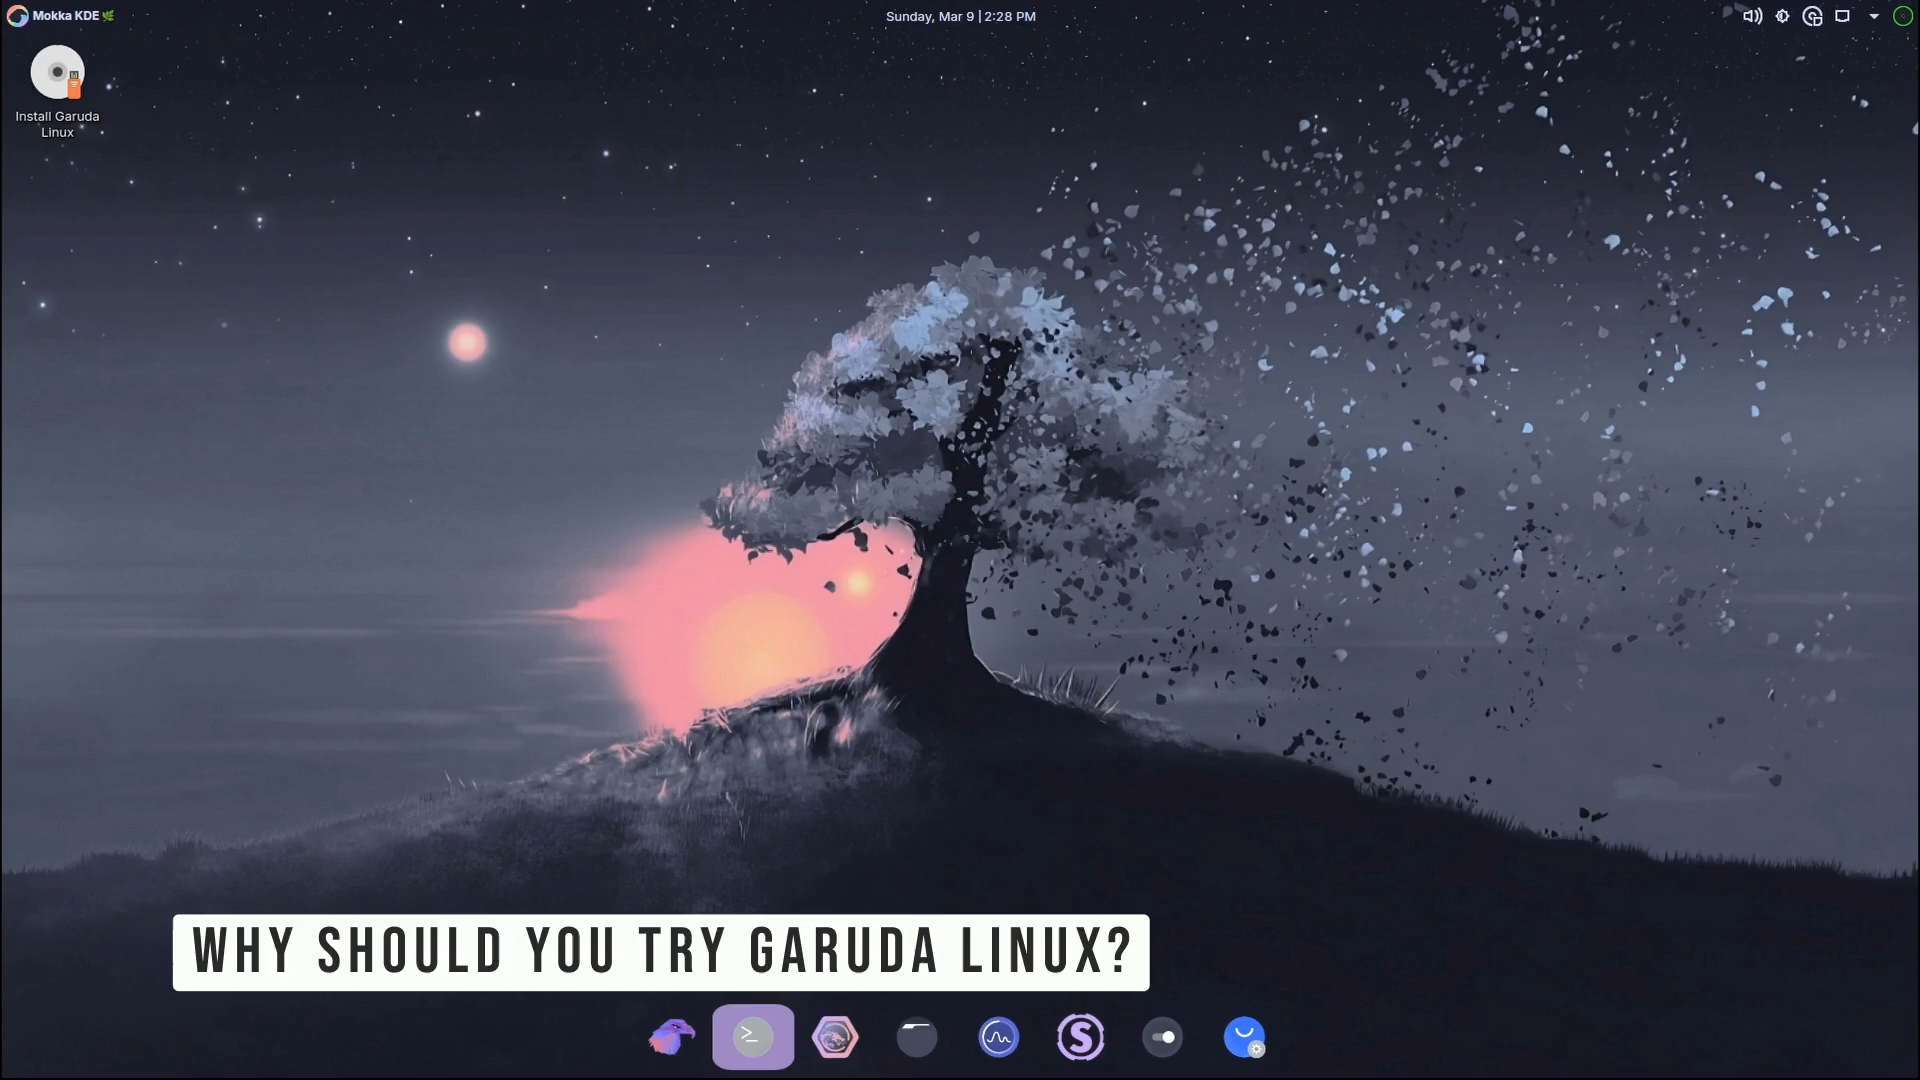 Mokka KDE🌿
Sunday, Mar 9 | 2:28 PM
Install Garuda
Linux
WHY SHOULD YOU TRY GARUDA LINUX?
>_
S